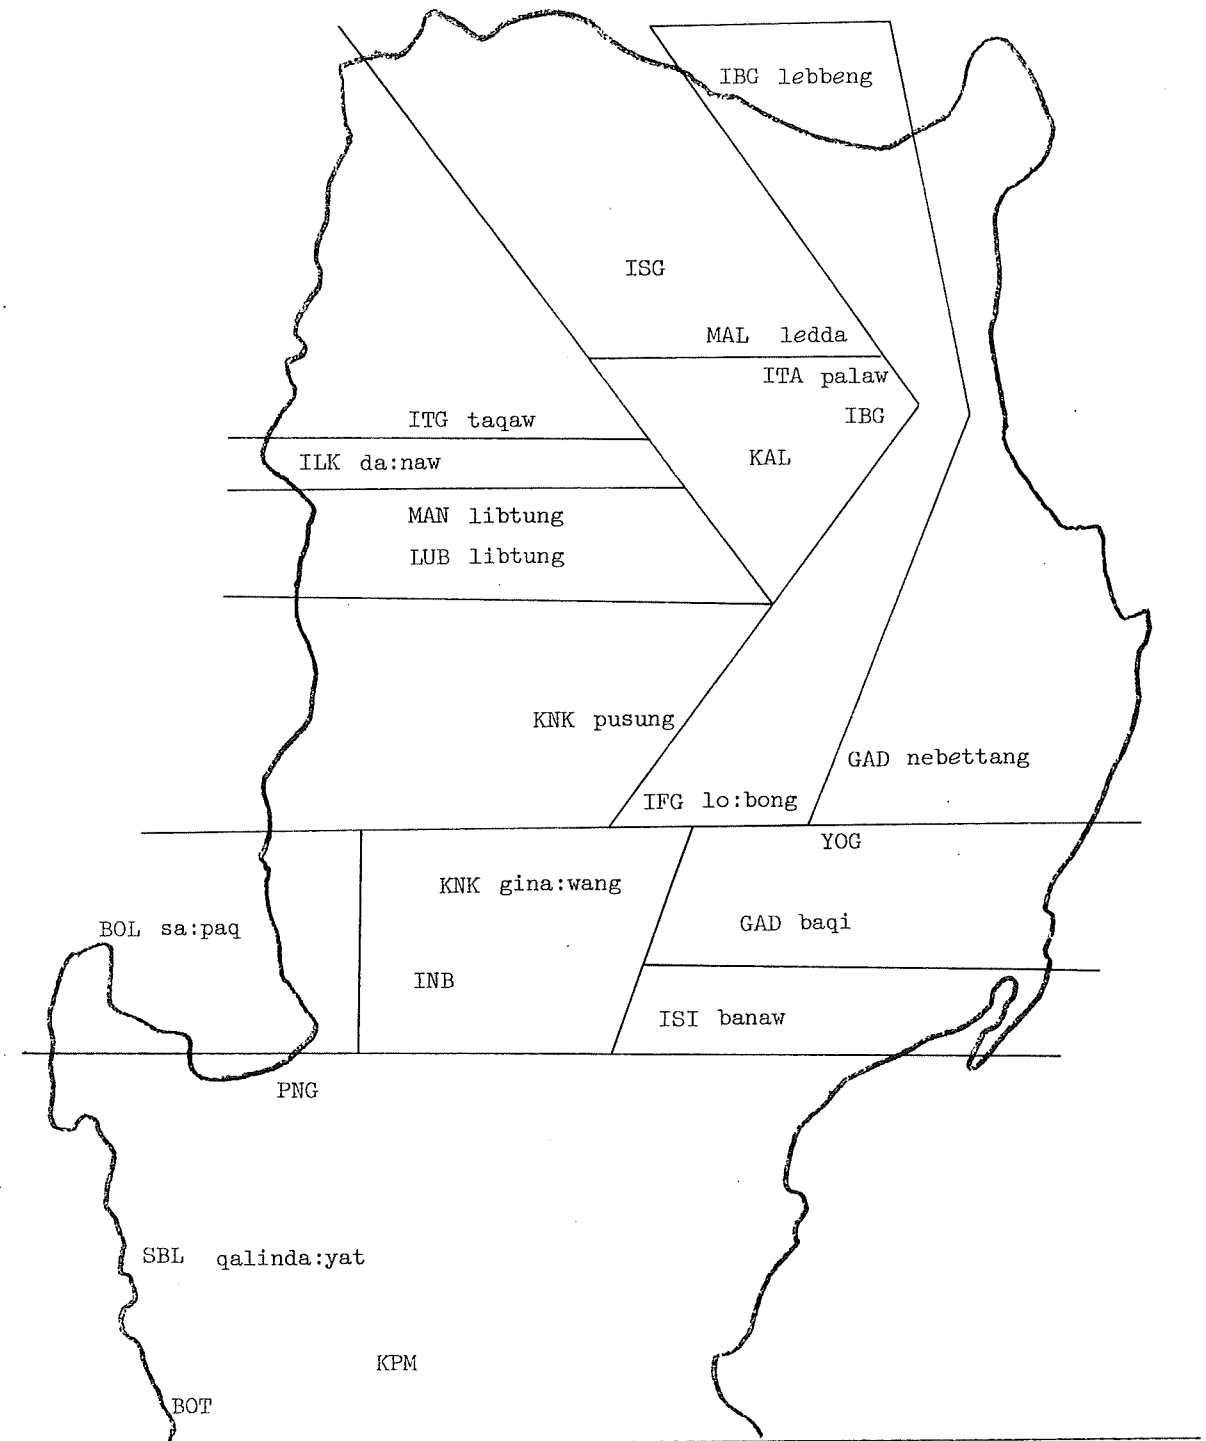 IBG lebbeng
ISG
MAL ledda
ITA palaw
IBG
ITG taqaw
KAL
ILK da:naw
MAN libtung
LUB libtung
KNK pusung
GAD nebettang
IFG lo:bong
YOG
KNK gina:wang
GAD baqi
BOL sa:paq
INB
ISI banaw
PNG
SBL qalinda:yat
KPM
BOT